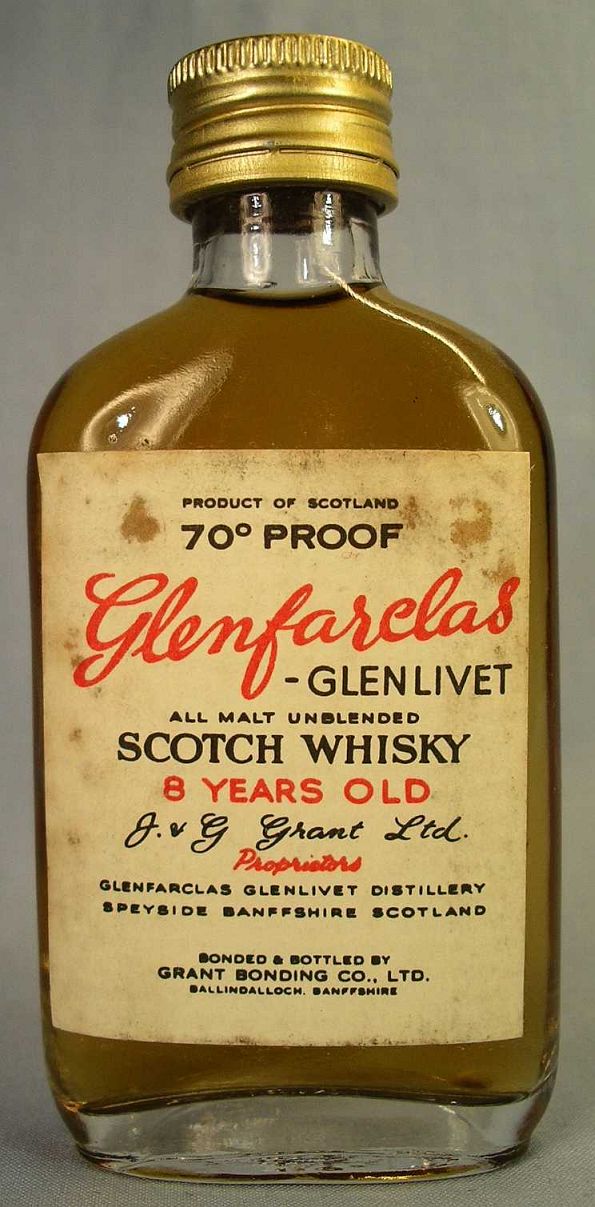 PRODUCT OF SCOTLAND
70º PROOF
Glenfarclas
-GLENLIVET
ALL MALT UNBLENDED
SCOTCH WHISKY
8 YEARS OLD
J. & G Grant Ltd.
Proprietors
GLENFARCLAS GLENLIVET DISTILLERY
SPEYSIDE BANFFSHIRE SCOTLAND
BONDED & BOTTLED BY
GRANT BONDING CO., LTD.
BALLINDALLOCH. BANFFSHIRE